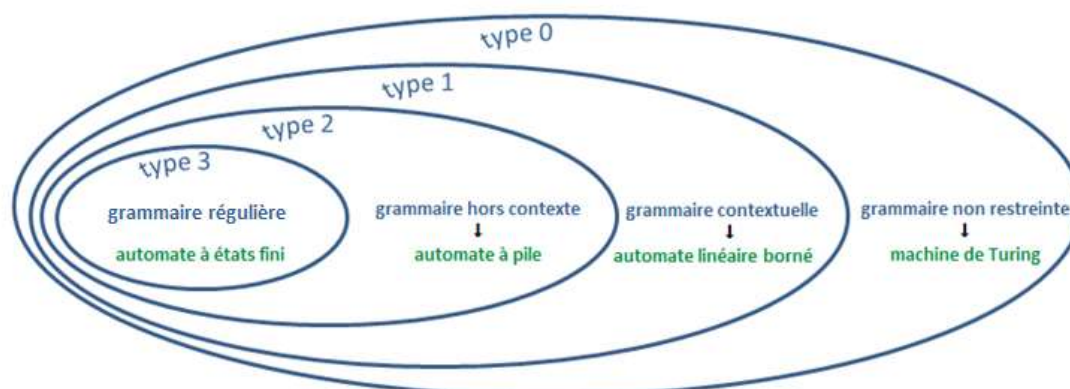 type 0
type 1
type 2
type 3
grammaire régulière
automate à états fini
grammaire hors contexte
automate à pile
grammaire contextuelle
automate linéaire borné
grammaire non restreinte
machine de Turing